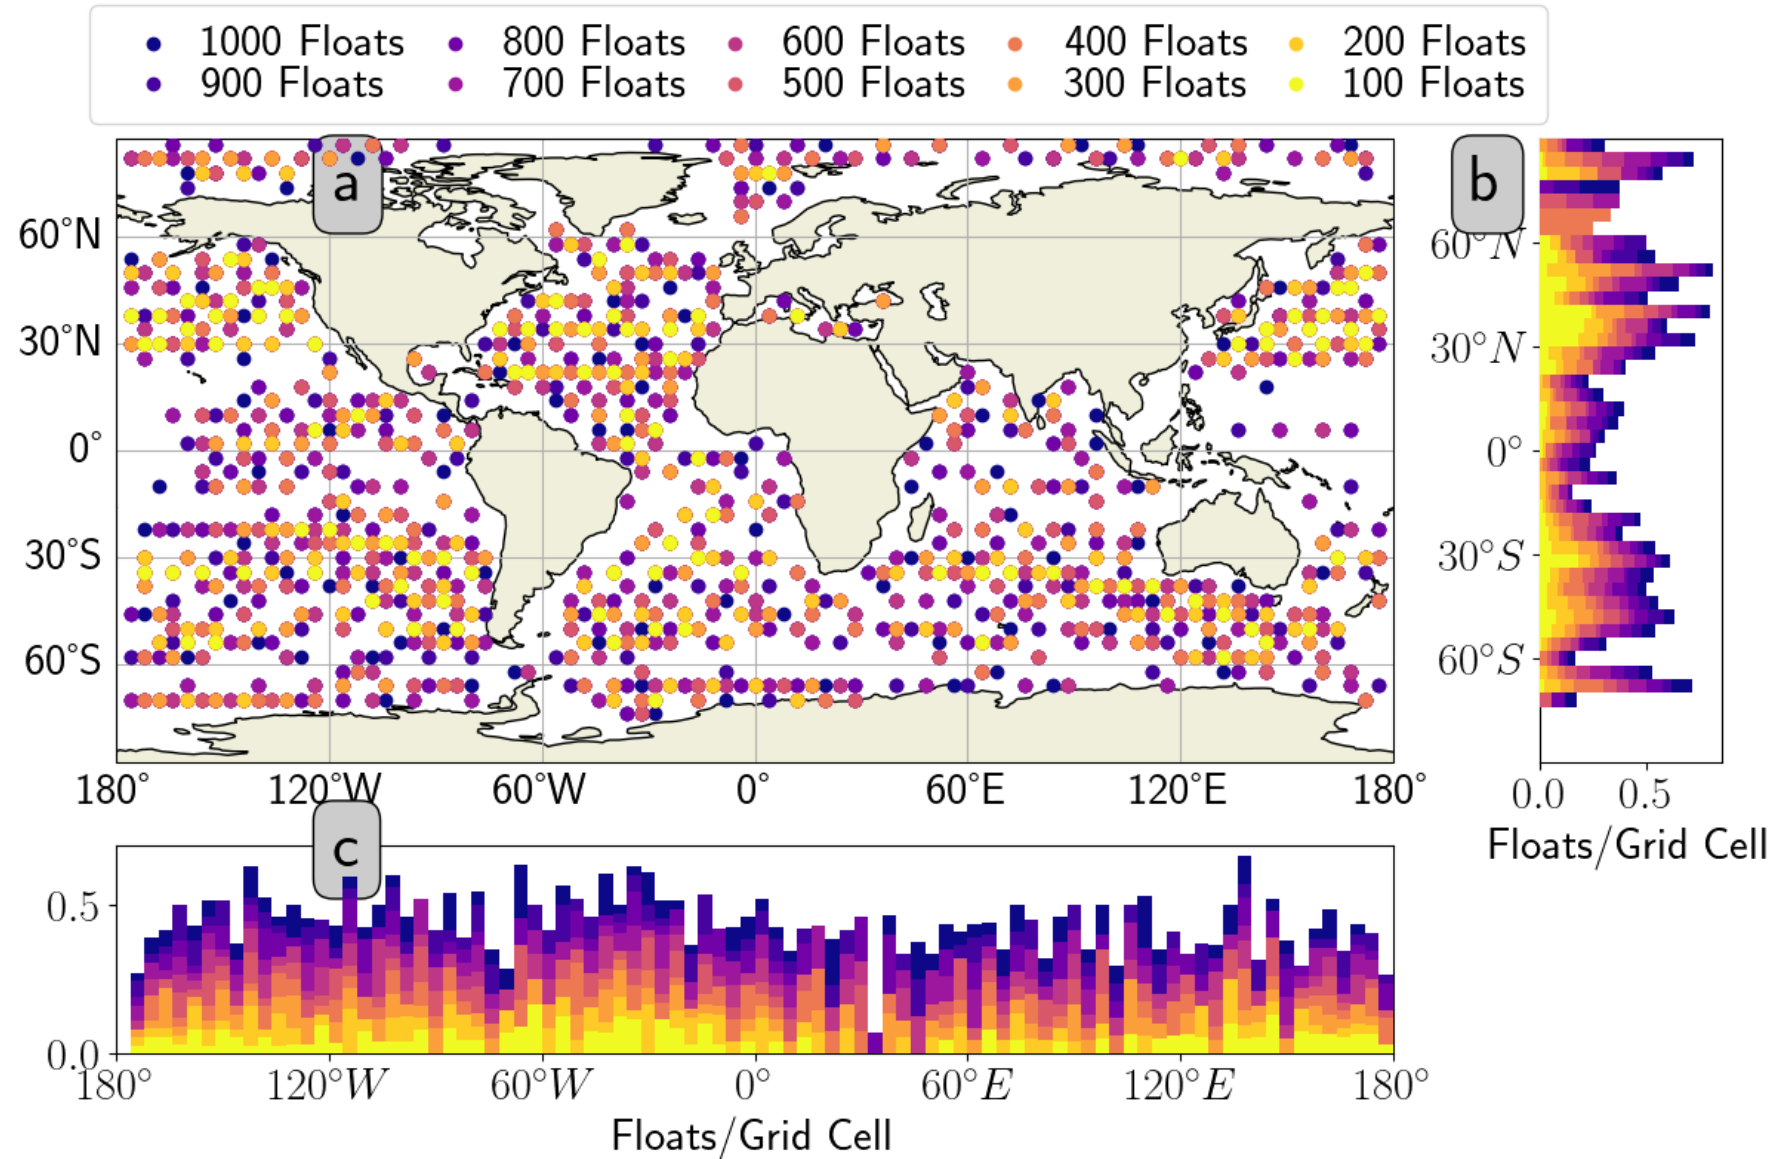 1000 Floats 800 Floats 600 Floats 400 Floats 200 Floats
900 Floats 700 Floats 500 Floats 300 Floats 100 Floats
a
b
60°N
30°N
0°
30°S
60°S
180° 120°W 60°W 0° 60°E 120°E 180°
60°N
30°N
0°
30°S
60°S
0.0 0.5
Floats/Grid Cell
c
0.5
0.0
180° 120°W 60°W 0° 60°E 120°E 180°
Floats/Grid Cell